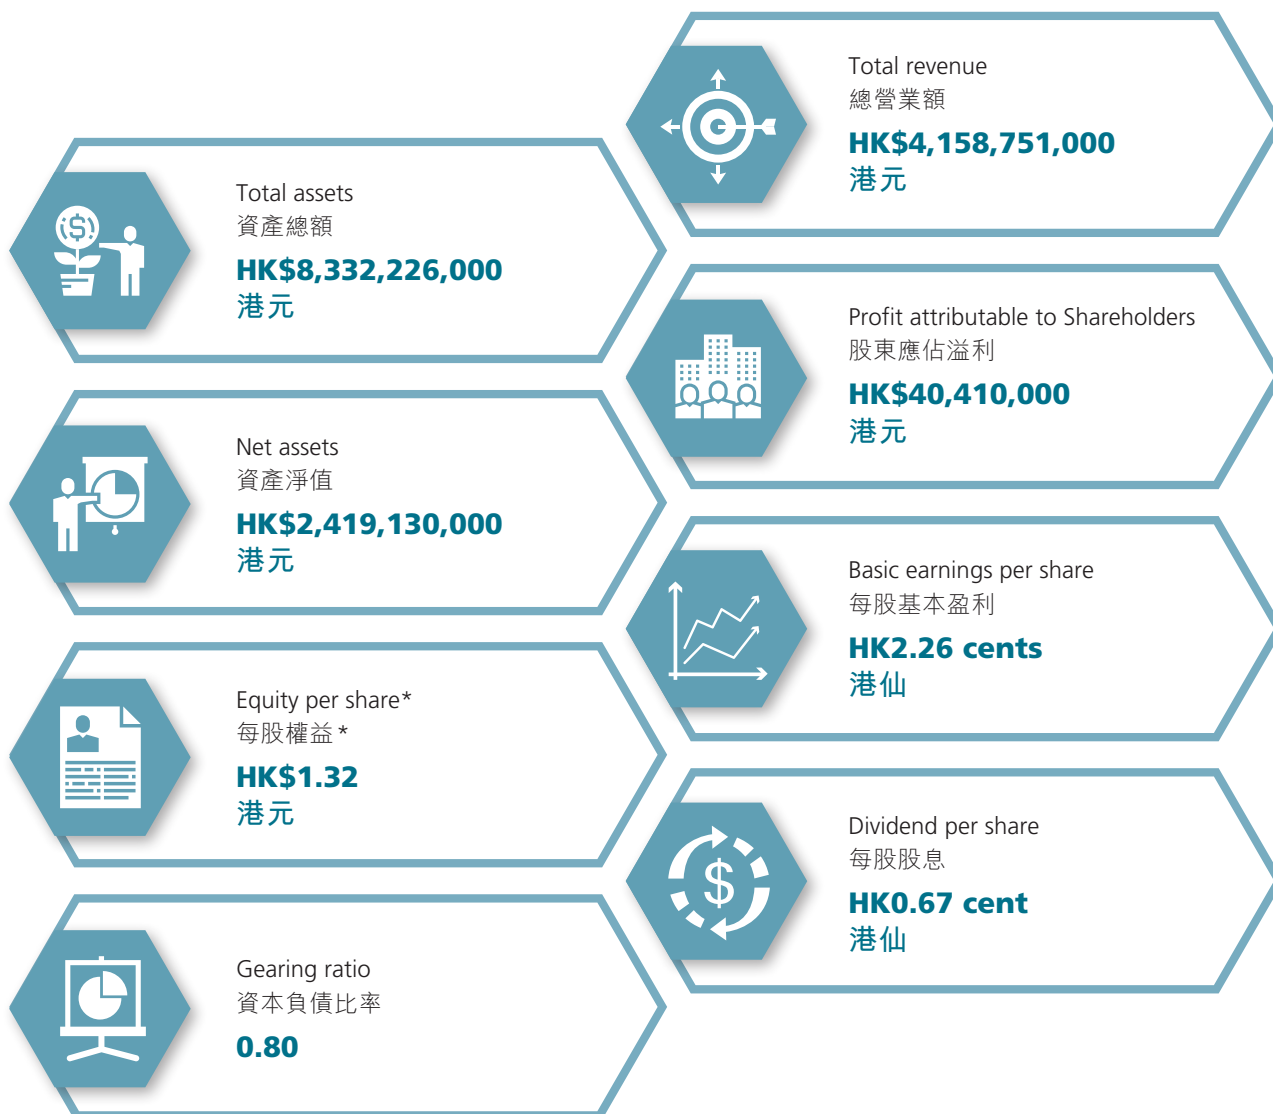 Total assets
資產總額
HK$8,332,226,000
港元
Net assets
資產淨值
HK$2,419,130,000
港元
Equity per share*
每股權益*
HK$1.32
港元
Gearing ratio
資本負債比率
0.80
Total revenue
總營業額
HK$4,158,751,000
港元
Profit attributable to Shareholders
股東應佔溢利
HK$40,410,000
港元
Basic earnings per share
每股基本盈利
HK2.26 cents
港仙
Dividend per share
每股股息
HK0.67 cent
港仙